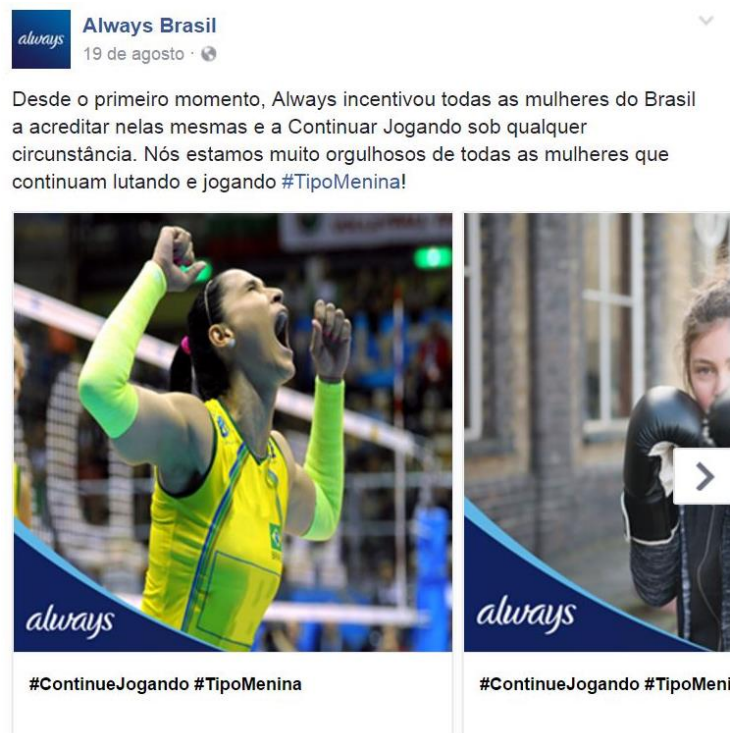 always
Always Brasil
19 de agosto ·
Desde o primeiro momento, Always incentivou todas as mulheres do Brasil
a acreditar nelas mesmas e a Continuar Jogando sob qualquer
circunstância. Nós estamos muito orgulhosos de todas as mulheres que
continuam lutando e jogando #TipoMenina!
always
always
#ContinueJogando #TipoMenina
#ContinueJogando #TipoMeni